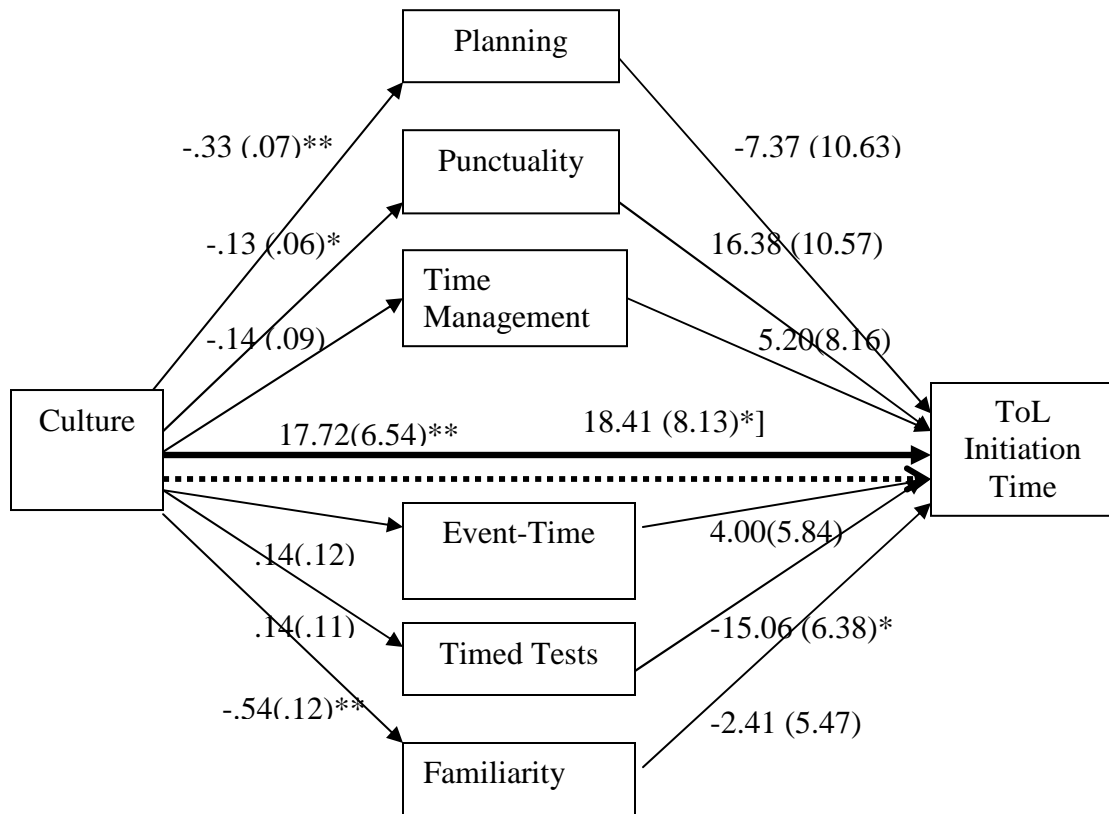 Planning
-.33 (.07)**
-7.37 (10.63)
Punctuality
-.13 (.06)*
16.38 (10.57)
Time
Management
-.14 (.09)
5.20(8.16)
Culture
17.72(6.54)**
18.41 (8.13)*]
ToL
Initiation
Time
Event-Time
.14(.12)
4.00(5.84)
.14(.11)
Timed Tests
-15.06 (6.38)*
-.54(.12)**
-2.41 (5.47)
Familiarity